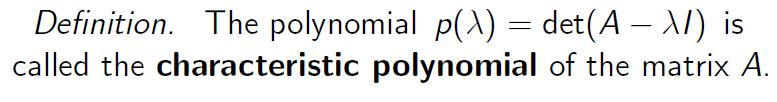 Definition. The polynomial p(λ) = det(A − λI) is
called the characteristic polynomial of the matrix A.